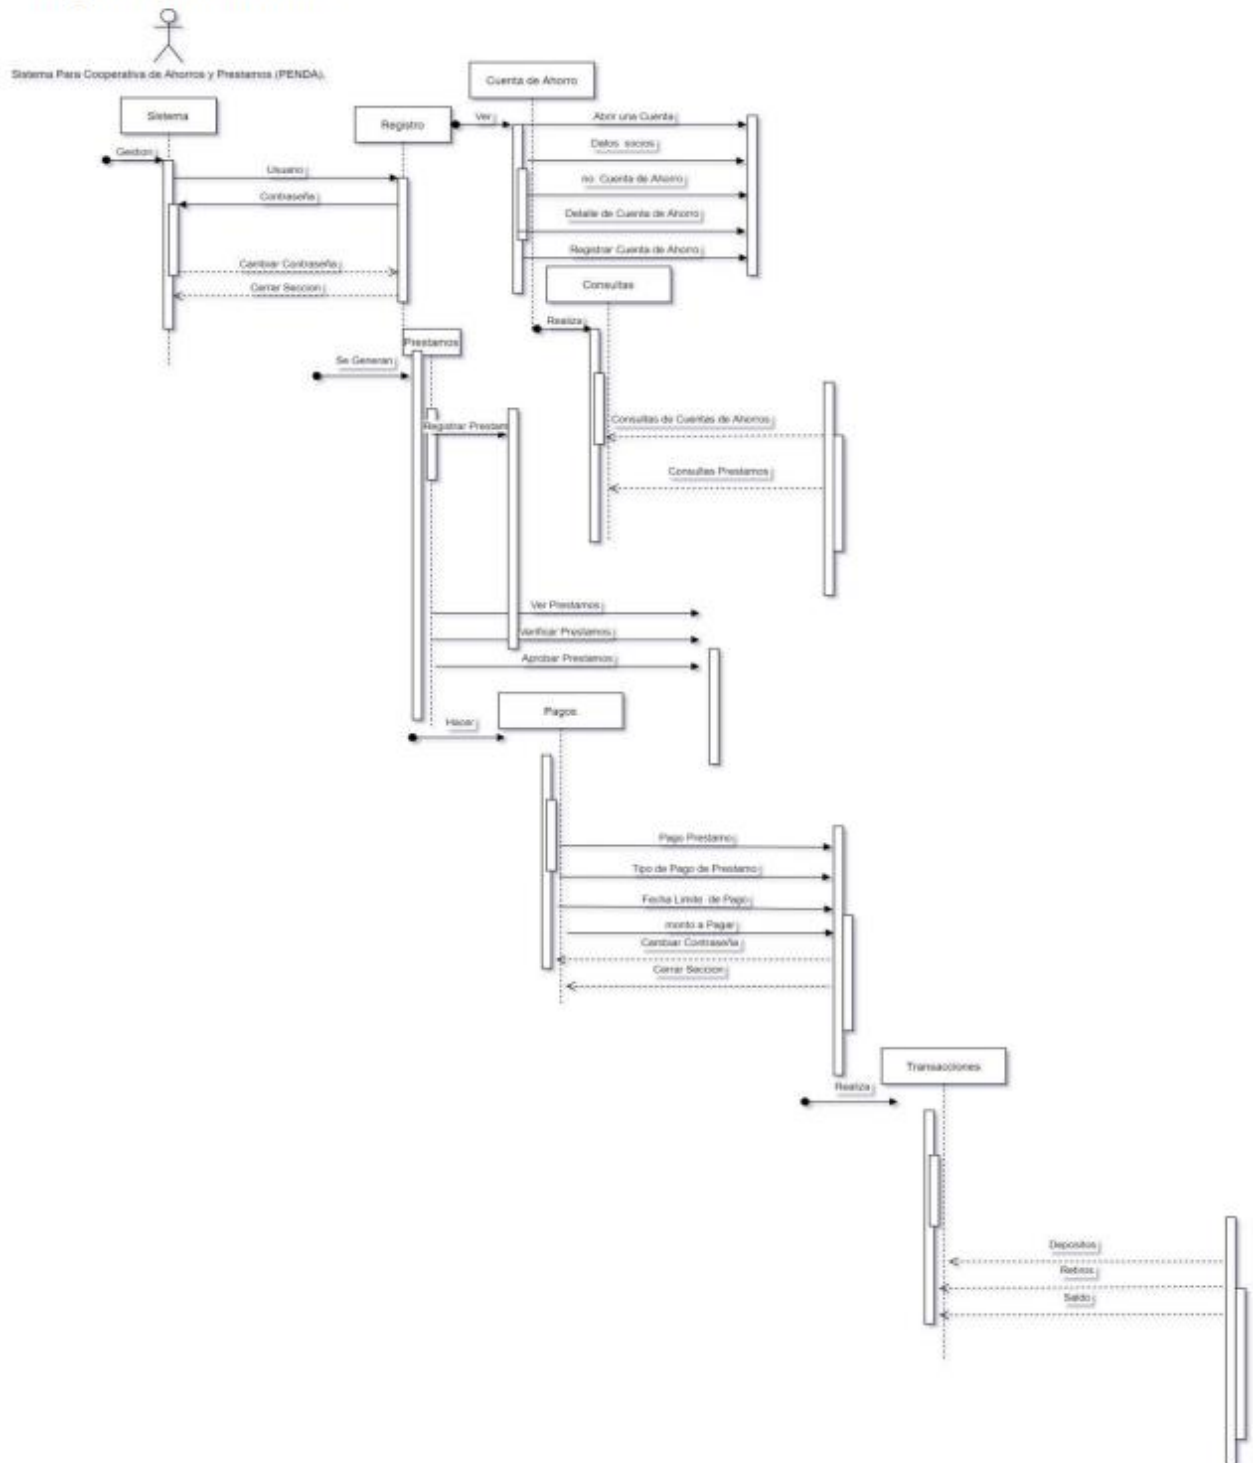 Sistema Para Cooperativa de Ahorros y Prestamos (PENDA).
Cuenta de Ahorro
Sistema
Registro
Ver
Abrir una Cuenta
Gestion
Datos socios
Usuario
no. Cuenta de Ahorro
Contraseña
Detalle de Cuenta de Ahorro
Registrar Cuenta de Ahorro
Cambiar Contraseña
Consultas
Cerrar Seccion
Realiza
Prestamos
Se Generan
Consultas de Cuentas de Ahorros
Registrar Prestam
Consultas Prestamos
Ver Prestamos
Verificar Prestamos
Aprobar Prestamos
Pagos
Hacer
Pago Prestamo
Tipo de Pago de Prestamo
Fecha Limite de Pago
monto a Pagar
Cambiar Contraseña
Cerrar Seccion
Transacciones
Realiza
Depositos
Retiros
Saldo